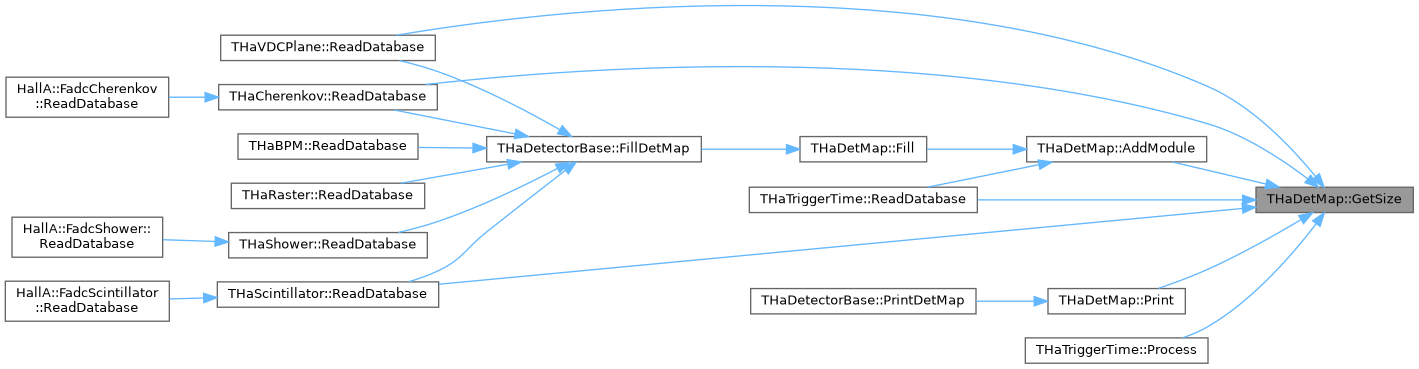 THaVDCPlane::ReadDatabase
HallA::FadcCherenkov
::ReadDatabase
THaCherenkov::ReadDatabase
THaBPM::ReadDatabase
THaDetectorBase::FillDetMap
THaDetMap::Fill
THaDetMap::AddModule
THaRaster::ReadDatabase
THaTriggerTime::ReadDatabase
THaDetMap::GetSize
HallA::FadcShower::
ReadDatabase
THaShower::ReadDatabase
HallA::FadcScintillator
::ReadDatabase
THaScintillator::ReadDatabase
THaDetectorBase::PrintDetMap
THaDetMap::Print
THaTriggerTime::Process